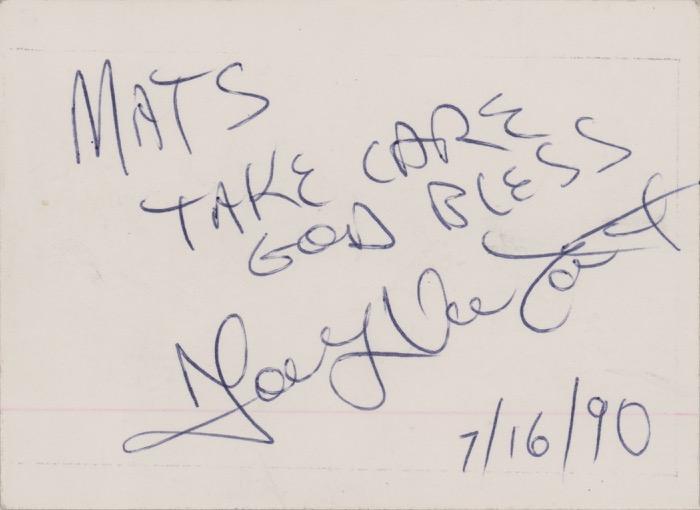 MATS
TAKE CARE
GOD BLESS
7/16/90